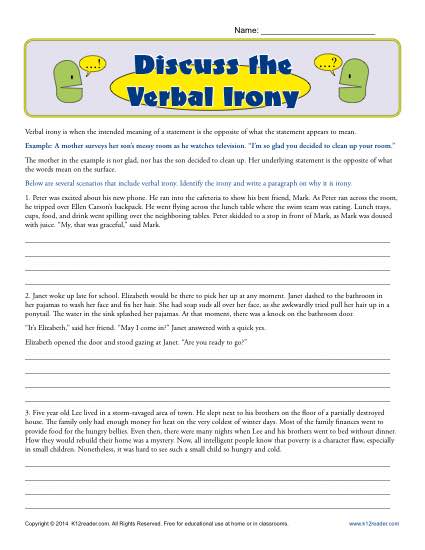 Name: ____________________
...!
...?
Discuss the
Verbal Irony
Verbal irony is when the intended meaning of a statement is the opposite of what the statement appears to mean.
Example: A mother surveys her son's messy room as he watches television. "I'm so glad you decided to clean up your room."
The mother in the example is not glad, nor has the son decided to clean up. Her underlying statement is the opposite of what
the words mean on the surface.
Below are several scenarios that include verbal irony. Identify the irony and write a paragraph on why it is irony.
1. Peter was excited about his new phone. He ran into the cafeteria to show his best friend, Mark. As Peter ran across the room,
he tripped over Ellen Carson's backpack. He went flying across the lunch table where the swim team was eating. Lunch trays,
cups, food, and drink went spilling over the neighboring tables. Peter skidded to a stop in front of Mark, as Mark was doused
with juice. "My, that was graceful," said Mark.
2. Janet woke up late for school. Elizabeth would be there to pick her up at any moment. Janet dashed to the bathroom in
her pajamas to wash her face and fix her hair. She had soap suds all over her face, as she awkwardly tried pull her hair up in a
ponytail. The water in the sink splashed her pajamas. At that moment, there was a knock on the bathroom door.
"It's Elizabeth," said her friend. "May I come in?" Janet answered with a quick yes.
Elizabeth opened the door and stood gazing at Janet. "Are you ready to go?"
3. Five year old Lee lived in a storm-ravaged area of town. He slept next to his brothers on the floor of a partially destroyed
house. The family only had enough money for heat on the very coldest of winter days. Most of the family finances went to
provide food for the hungry bellies. Even then, there were many nights when Lee and his brothers went to bed without dinner.
How they would rebuild their home was a mystery. Now, all intelligent people know that poverty is a character flaw, especially
in small children. Nonetheless, it was hard to see such a small child so hungry and cold.
Copyright © 2014 K12reader.com. All Rights Reserved. Free for educational use at home or in classrooms.
www.k12reader.com